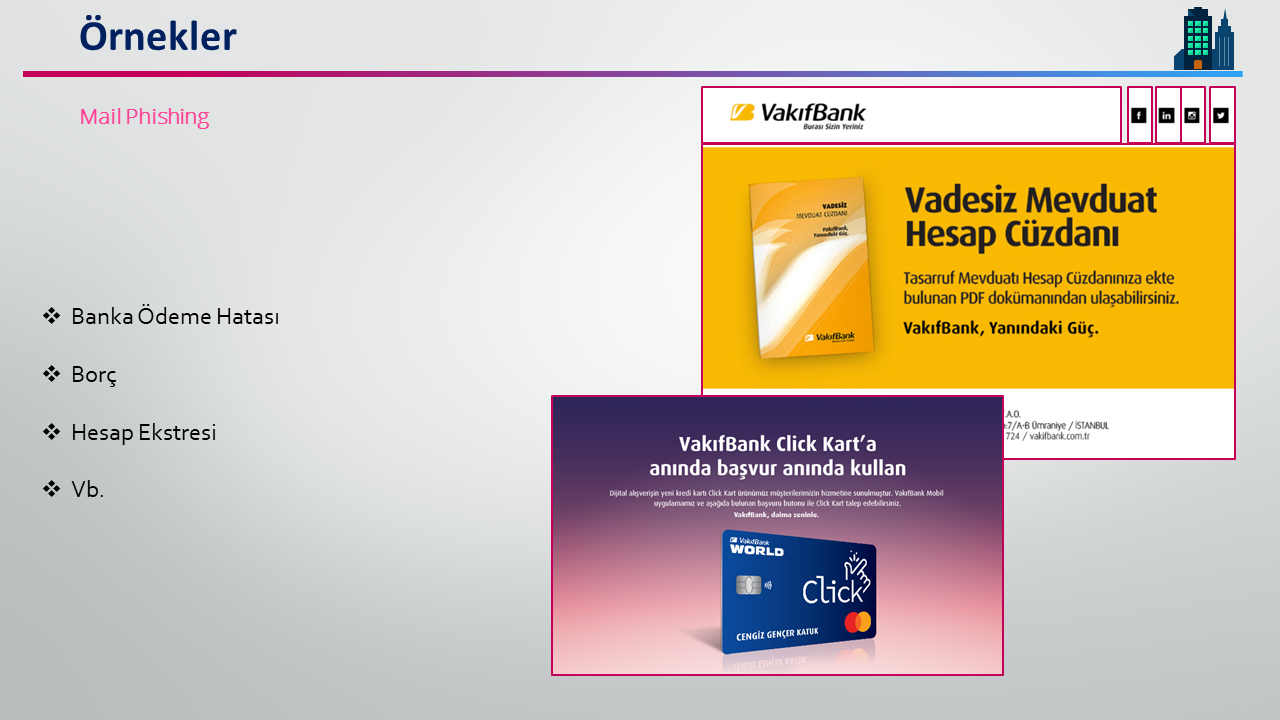 Örnekler
Mail Phishing
❖ Banka Ödeme Hatası
❖ Borç
❖ Hesap Ekstresi
❖ Vb.
VakıfBank
Burası Sizin Yeriniz
VADESİZ
MEVDUAT CÜZDANI
VakıfBank,
Yanındaki Güç.
VakıfBank
Vadesiz Mevduat
Hesap Cüzdanı
Tasarruf Mevduatı Hesap Cüzdanınıza ekte
bulunan PDF dokümanından ulaşabilirsiniz.
VakıfBank, Yanındaki Güç.
.A.O.
:7/A-B Ümraniye / İSTANBUL
724 / vakifbank.com.tr
VakıfBank Click Kart’a
anında başvur anında kullan
Dijital alışverişin yeni kredi kartı Click Kart ürünümüz müşterilerimizin hizmetine sunulmuştur. VakıfBank Mobil
uygulamamız ve aşağıda bulunan başvuru butonu ile Click Kart talep edebilirsiniz.
VakıfBank, daima seninle.
VakıfBank
WORLD
Click
CENGİZ GENÇER KATUK